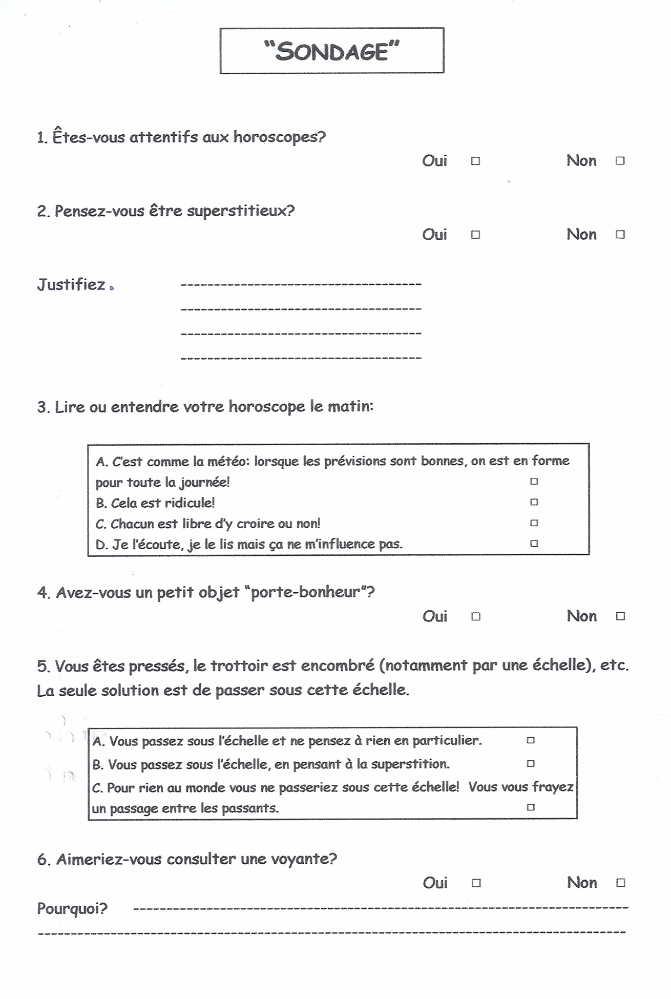 “SONDAGE”
1. Êtes-vous attentifs aux horoscopes?
Oui □ Non □
2. Pensez-vous être superstitieux?
Oui □ Non □
Justifiez .
3. Lire ou entendre votre horoscope le matin:
A. C'est comme la météo: lorsque les prévisions sont bonnes, on est en forme
pour toute la journée! □
B. Cela est ridicule! □
C. Chacun est libre d'y croire ou non! □
D. Je l'écoute, je le lis mais ça ne m'influence pas. □
4. Avez-vous un petit objet “porte-bonheur”?
Oui □ Non □
5. Vous êtes pressés, le trottoir est encombré (notamment par une échelle), etc.
La seule solution est de passer sous cette échelle.
A. Vous passez sous l'échelle et ne pensez à rien en particulier. □
B. Vous passez sous l'échelle, en pensant à la superstition. □
C. Pour rien au monde vous ne passeriez sous cette échelle! Vous vous frayez
un passage entre les passants. □
6. Aimeriez-vous consulter une voyante?
Oui □ Non □
Pourquoi?